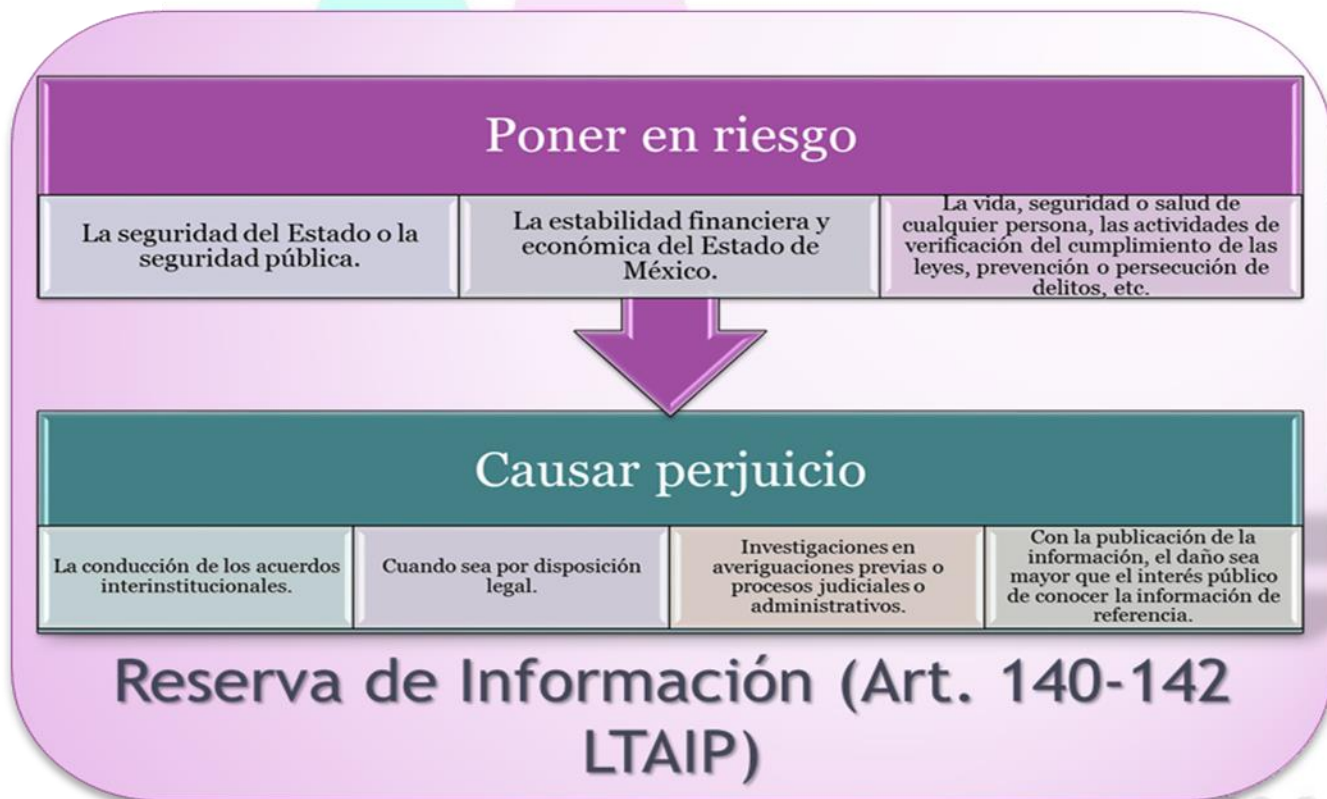 Poner en riesgo
La seguridad del Estado o la
seguridad pública.
La estabilidad financiera y
económica del Estado de
México.
La vida, seguridad o salud de
cualquier persona, las actividades de
verificación del cumplimiento de las
leyes, prevención o persecución de
delitos, etc.
Causar perjuicio
La conducción de los acuerdos
interinstitucionales.
Cuando sea por disposición
legal.
Investigaciones en
averiguaciones previas o
procesos judiciales o
administrativos.
Con la publicación de la
información, el daño sea
mayor que el interés público
de conocer la información de
referencia.
Reserva de Información (Art. 140-142
LTAIP)